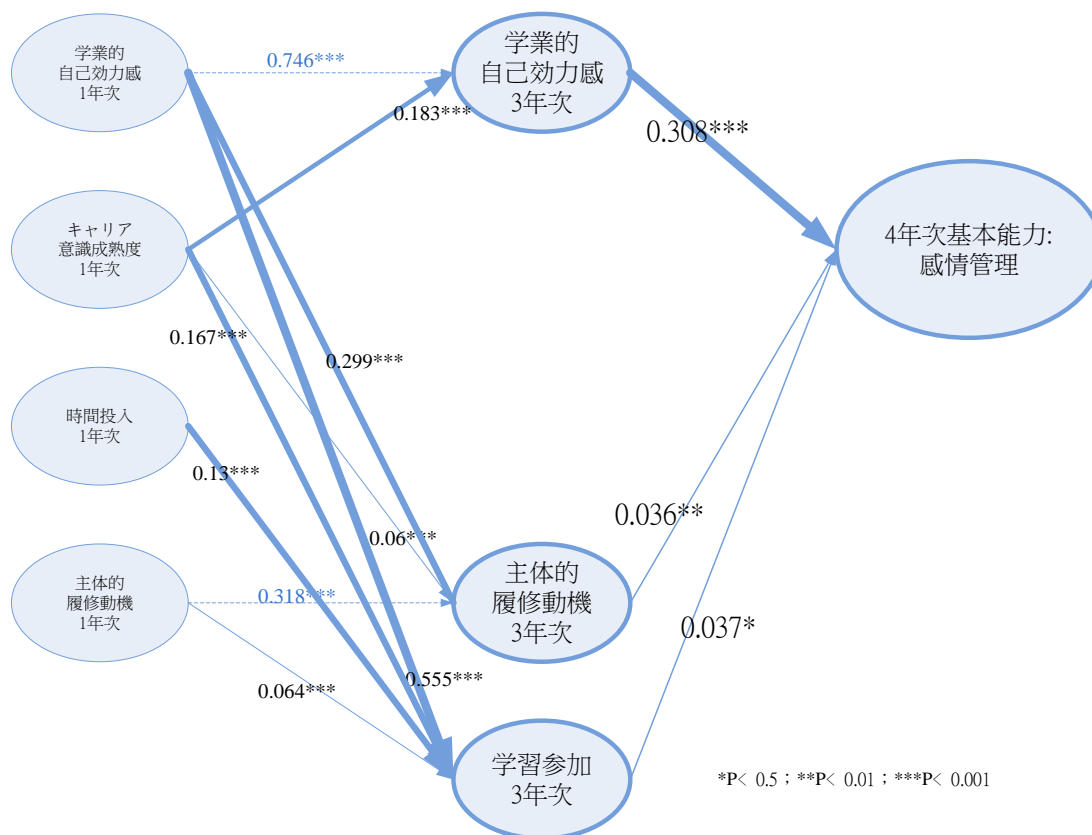 学業的
自己効力感
1年次
0.746***
学業的
自己効力感
3年次
0.183***
0.308***
キャリア
意識成熟度
1年次
4年次基本能力:
感情管理
0.167***
0.299***
時間投入
1年次
0.13***
0.06***
0.036**
主体的
履修動機
1年次
0.318***
主体的
履修動機
3年次
0.037*
0.064***
0.555***
学習参加
3年次
*P< 0.5；**P< 0.01；***P< 0.001